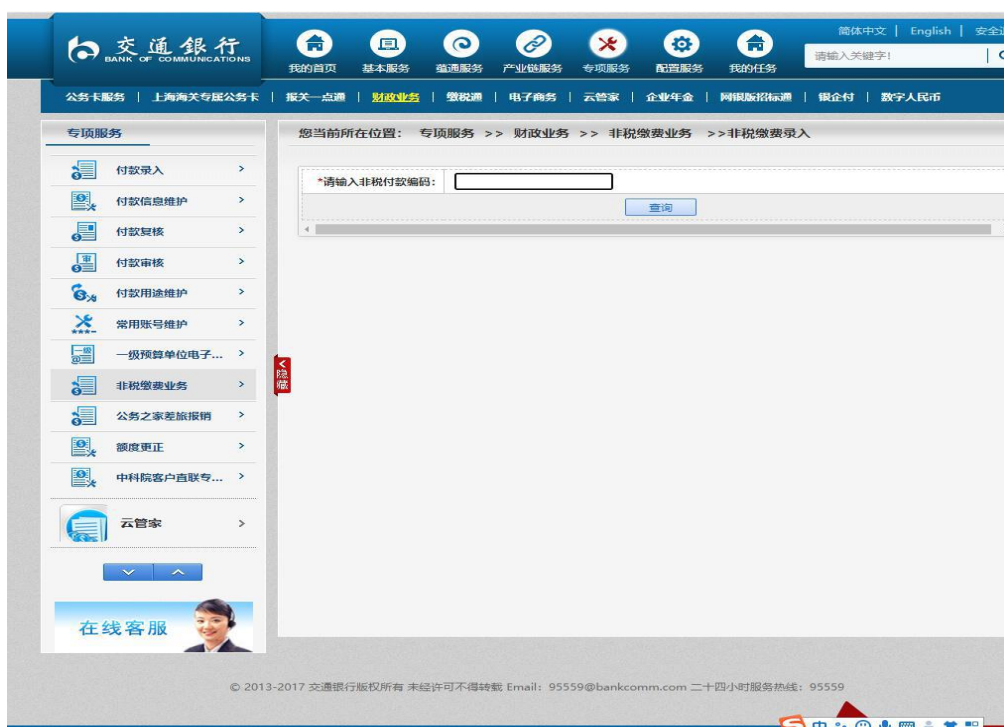 简体中文 | English | 安全
交通銀行
BANK OF COMMUNICATIONS
请输入关键字!
我的首页 基本服务 蕴通服务 产业链服务 专项服务 配置服务 我的任务
公务卡服务 | 上海海关专属公务卡 | 报关一点通 | 财政业务 | 缴税通 | 电子商务 | 云管家 | 企业年金 | 网银版招标通 | 银企付 | 数字人民币
专项服务
您当前所在位置: 专项服务 >> 财政业务 >> 非税缴费业务 >>非税缴费录入
付款录入
*请输入非税付款编码:
付款信息维护
查询
付款复核
付款审核
付款用途维护
常用账号维护
一级预算单位电子...
隐藏
非税缴费业务
公务之家差旅报销
额度更正
中科院客户直联专...
云管家
在线客服
© 2013-2017 交通银行版权所有 未经许可不得转载 Email: 95559@bankcomm.com 二十四小时服务热线: 95559
中